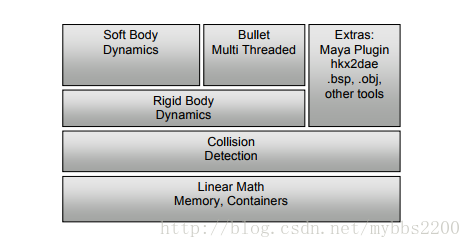 Soft Body
Dynamics
Bullet
Multi Threaded
Extras:
Maya Plugin
hkx2dae
.bsp, .obj,
other tools
Rigid Body
Dynamics
Collision
Detection
Linear Math
Memory, Containers
http://blog.csdn.net/mybbs2200